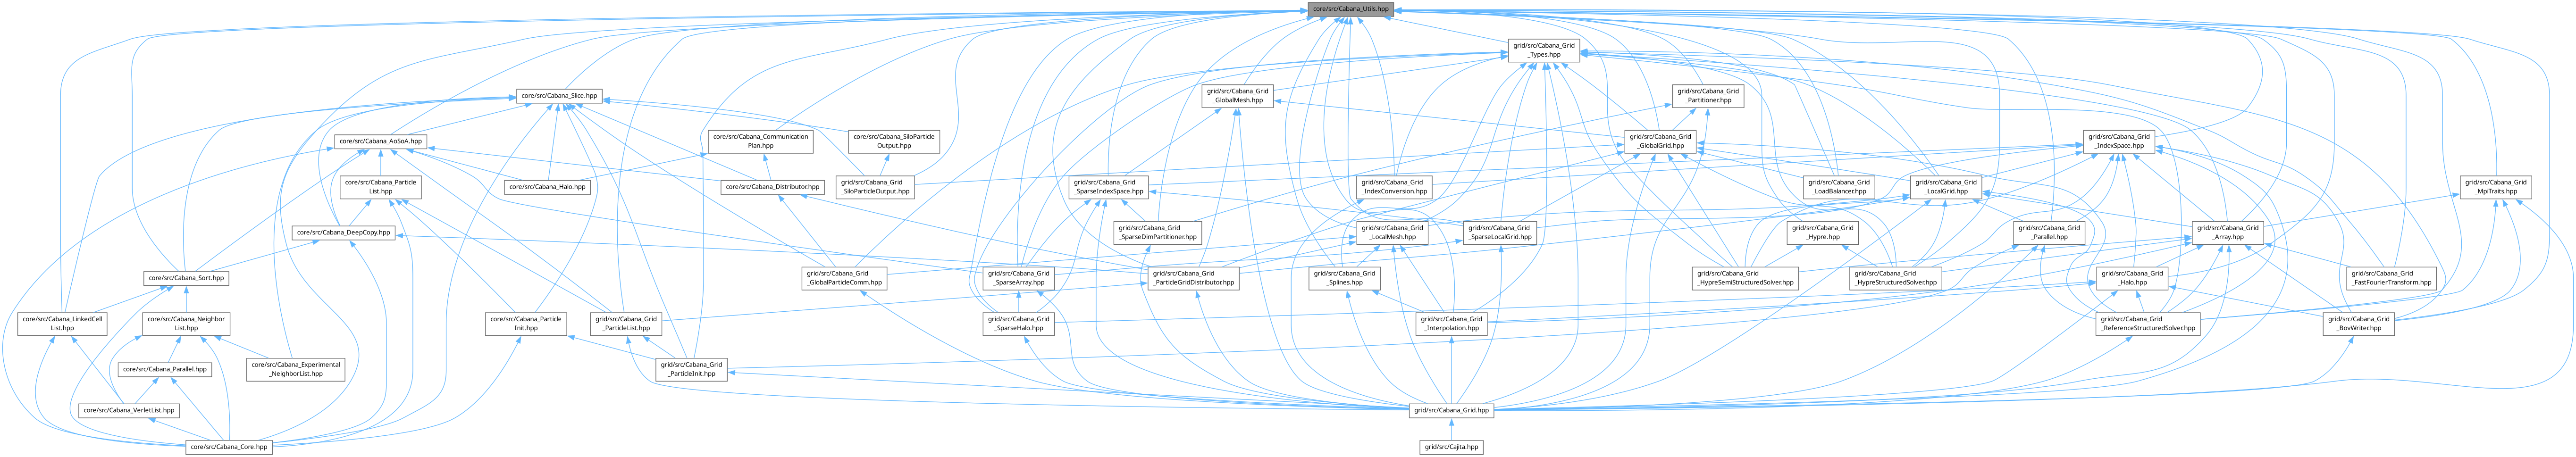 core/src/Cabana_Utils.hpp
grid/src/Cabana_Grid
_Types.hpp
core/src/Cabana_Slice.hpp
grid/src/Cabana_Grid
_GlobalMesh.hpp
grid/src/Cabana_Grid
_Partitioner.hpp
core/src/Cabana_AoSoA.hpp
core/src/Cabana_Communication
Plan.hpp
core/src/Cabana_SiloParticle
Output.hpp
grid/src/Cabana_Grid
_GlobalGrid.hpp
grid/src/Cabana_Grid
_IndexSpace.hpp
core/src/Cabana_Particle
List.hpp
core/src/Cabana_Halo.hpp
core/src/Cabana_Distributor.hpp
grid/src/Cabana_Grid
_SiloParticleOutput.hpp
grid/src/Cabana_Grid
_SparseIndexSpace.hpp
grid/src/Cabana_Grid
_IndexConversion.hpp
grid/src/Cabana_Grid
_LoadBalancer.hpp
grid/src/Cabana_Grid
_LocalGrid.hpp
grid/src/Cabana_Grid
_MpiTraits.hpp
core/src/Cabana_DeepCopy.hpp
grid/src/Cabana_Grid
_SparseDimPartitioner.hpp
grid/src/Cabana_Grid
_LocalMesh.hpp
grid/src/Cabana_Grid
_SparseLocalGrid.hpp
grid/src/Cabana_Grid
_Hypre.hpp
grid/src/Cabana_Grid
_Parallel.hpp
grid/src/Cabana_Grid
_Array.hpp
core/src/Cabana_Sort.hpp
grid/src/Cabana_Grid
_GlobalParticleComm.hpp
grid/src/Cabana_Grid
_SparseArray.hpp
grid/src/Cabana_Grid
_ParticleGridDistributor.hpp
grid/src/Cabana_Grid
_Splines.hpp
grid/src/Cabana_Grid
_HypreSemiStructuredSolver.hpp
grid/src/Cabana_Grid
_HypreStructuredSolver.hpp
grid/src/Cabana_Grid
_Halo.hpp
grid/src/Cabana_Grid
_FastFourierTransform.hpp
core/src/Cabana_LinkedCell
List.hpp
core/src/Cabana_Neighbor
List.hpp
core/src/Cabana_Particle
Init.hpp
grid/src/Cabana_Grid
_ParticleList.hpp
grid/src/Cabana_Grid
_SparseHalo.hpp
grid/src/Cabana_Grid
_Interpolation.hpp
grid/src/Cabana_Grid
_ReferenceStructuredSolver.hpp
grid/src/Cabana_Grid
_BovWriter.hpp
core/src/Cabana_Parallel.hpp
core/src/Cabana_Experimental
_NeighborList.hpp
grid/src/Cabana_Grid
_ParticleInit.hpp
core/src/Cabana_VerletList.hpp
grid/src/Cabana_Grid.hpp
core/src/Cabana_Core.hpp
grid/src/Cajita.hpp